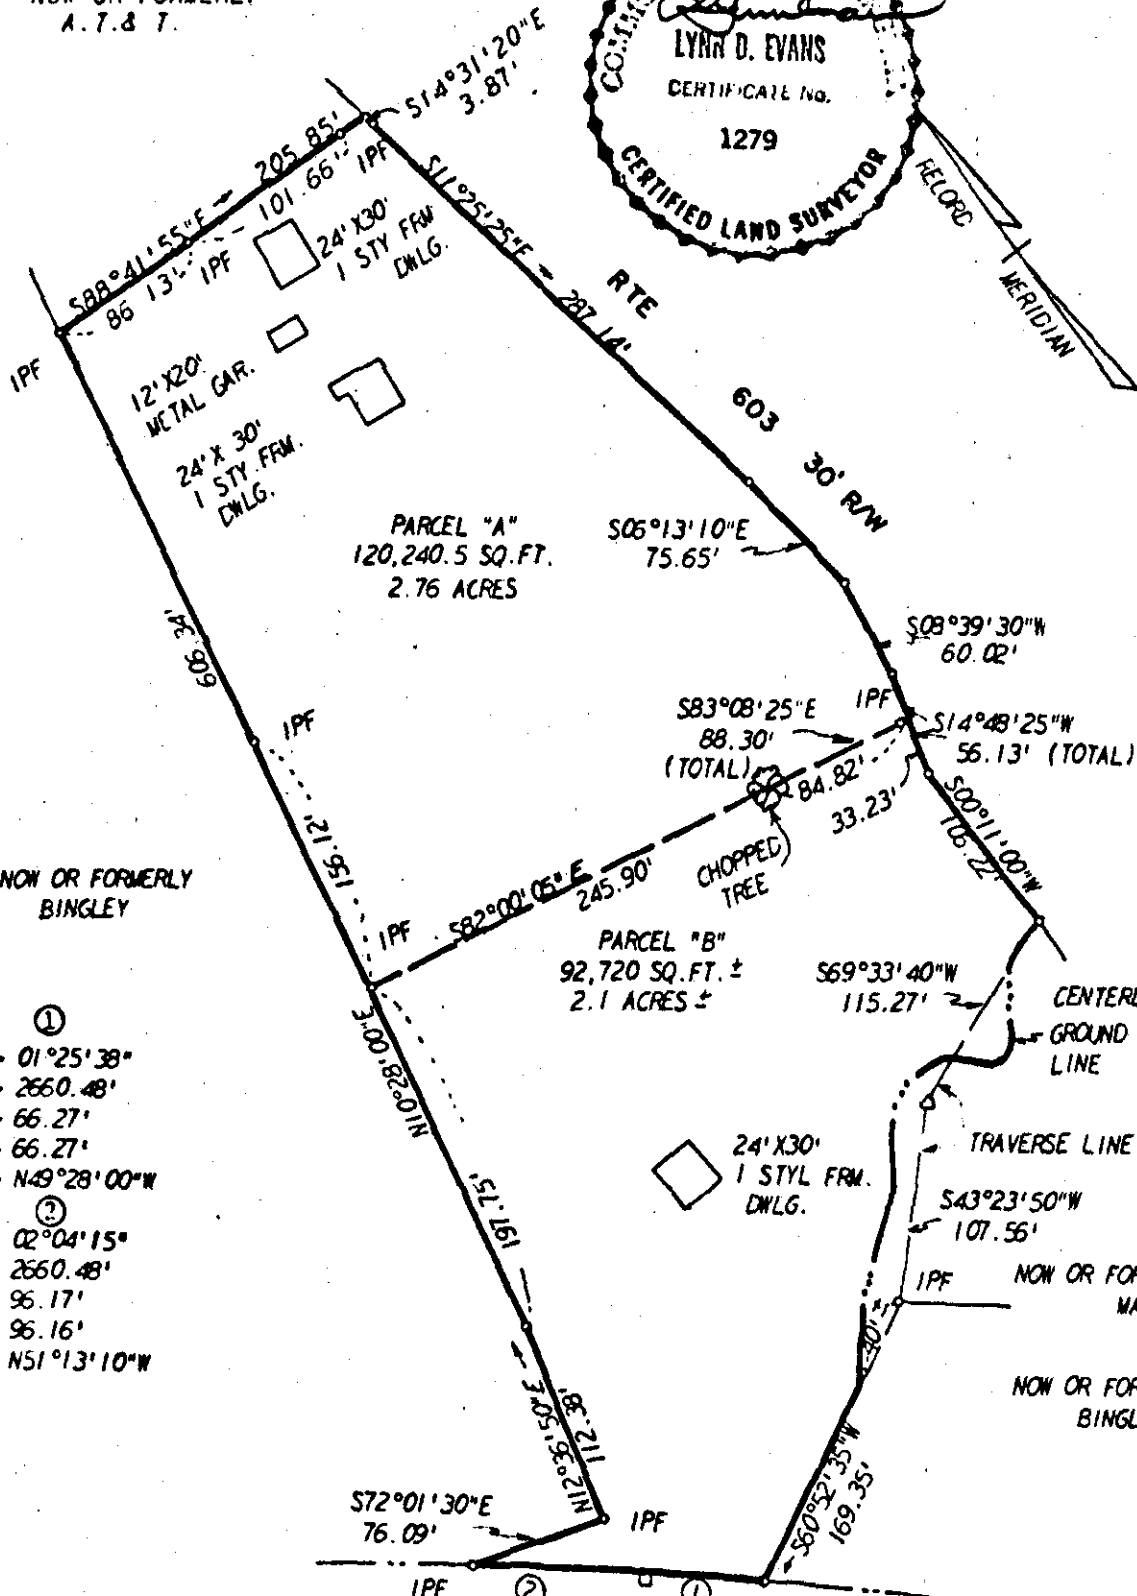 A.T.& T.
S14°31'20"E
3.87'
LYNN D. EVANS
CERTIFICATE No.
1279
CERTIFIED LAND SURVEYOR
MERIDIAN
205.85'
101.66'
IPF
S88°41'55"E
86.13'
IPF
IPF
24'X30'
1 STY FRM
DWLG.
S11°25'25"E
287.14'
RTE
603
30' R/W
12'X20'
METAL GAR.
24'X 30'
1 STY.FRM.
DWLG.
PARCEL "A"
120,240.5 SQ.FT.
2.76 ACRES
S06°13'10"E
75.65'
S08°39'30"W
60.02'
606.34'
IPF
IPF
S83°08'25"E
88.30'
(TOTAL)
S14°48'25"W
56.13' (TOTAL)
84.82'
33.23'
S00°11'00"W
106.22'
156.12'
CHOPPED
TREE
NOW OR FORMERLY
BINGLEY
IPF
S82°00'05"E
245.90'
PARCEL "B"
92,720 SQ.FT.±
2.1 ACRES ±
S69°33'40"W
115.27'
GROUND
LINE
1
01°25'38"
2660.48'
66.27'
66.27'
N49°28'00"W
2
02°04'15"
2660.48'
96.17'
96.16'
N51°13'10"W
N10°28'00"E
197.75'
24'X30'
1 STYL FRM.
DWLG.
TRAVERSE LINE
S43°23'50"W
107.56'
IPF
NOW OR FOR
MA
40'
NOW OR FOR
BINGL
N12°36'50"E
112.38'
S60°52'35"W
169.35'
S72°01'30"E
76.09'
IPF
IPF
2
1